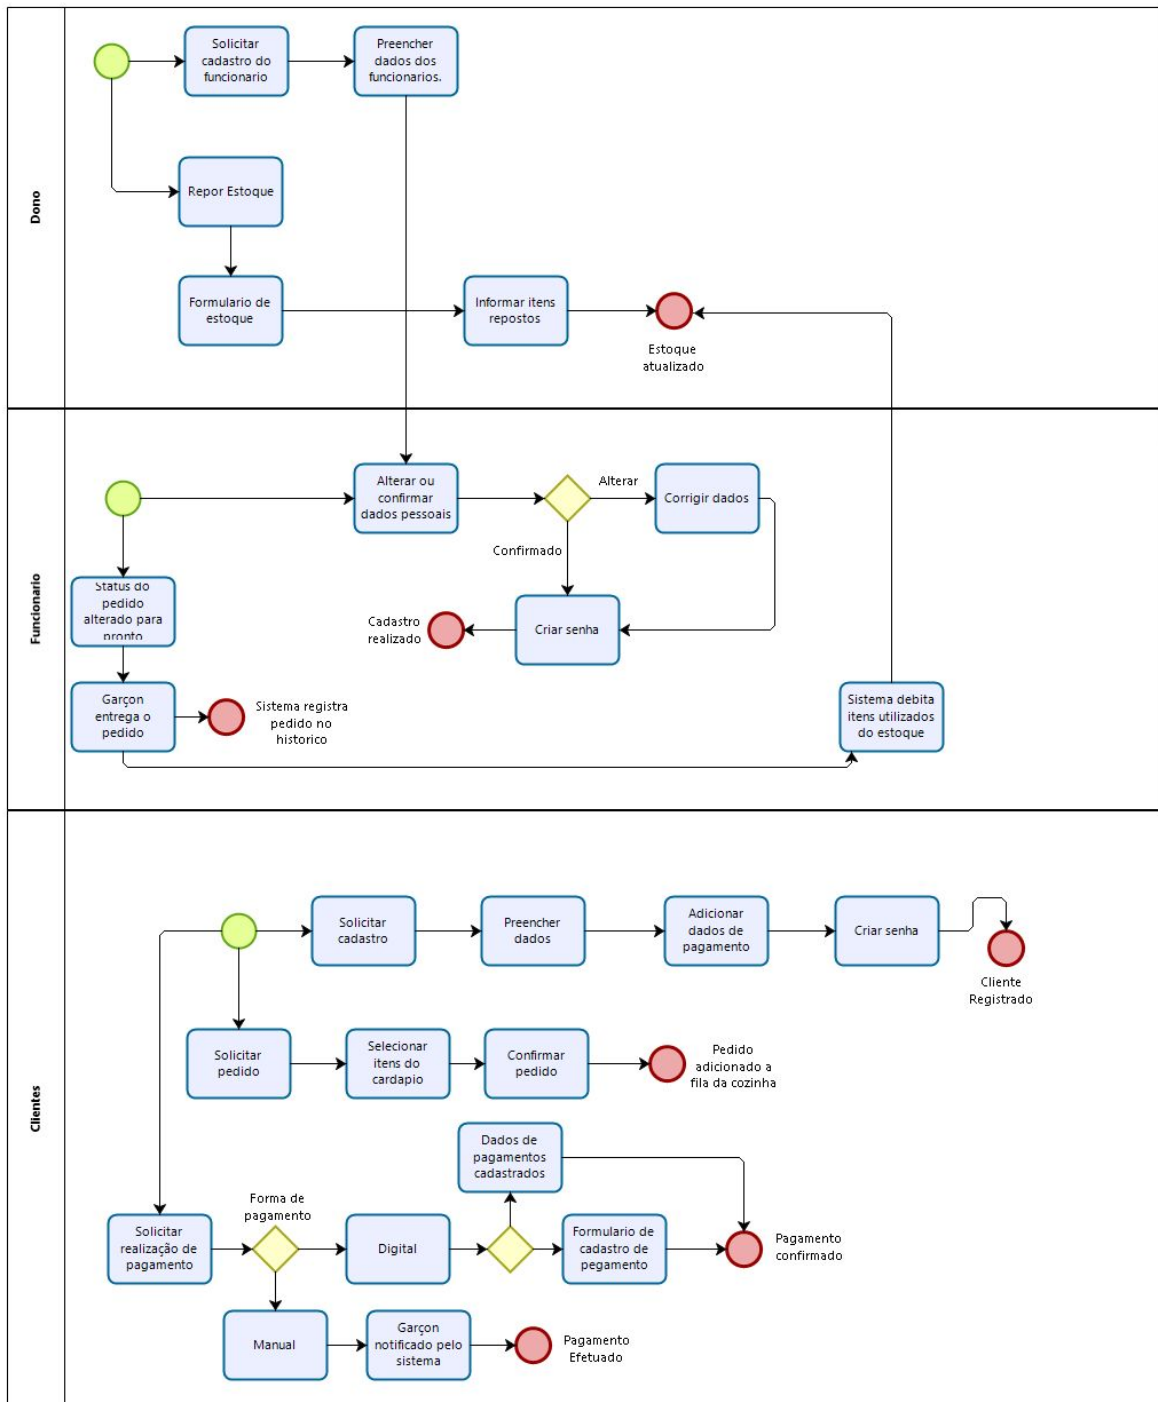 Dono
Solicitar
cadastro do
funcionario
Preencher
dados dos
funcionarios.
Repor Estoque
Formulario de
estoque
Informar itens
repostos
Estoque
atualizado
Funcionario
Alterar ou
confirmar
dados pessoais
Alterar
Corrigir dados
Confirmado
Status do
pedido
alterado para
pronto
Cadastro
realizado
Criar senha
Garçon
entrega o
pedido
Sistema registra
pedido no
historico
Sistema debita
itens utilizados
do estoque
Clientes
Solicitar
cadastro
Preencher
dados
Adicionar
dados de
pagamento
Criar senha
Cliente
Registrado
Solicitar
pedido
Selecionar
itens do
cardapio
Confirmar
pedido
Pedido
adicionado a
fila da cozinha
Dados de
pagamentos
cadastrados
Forma de
pagamento
Solicitar
realização de
pagamento
Digital
Formulario de
cadastro de
pegamento
Pagamento
confirmado
Manual
Garçon
notificado pelo
sistema
Pagamento
Efetuado